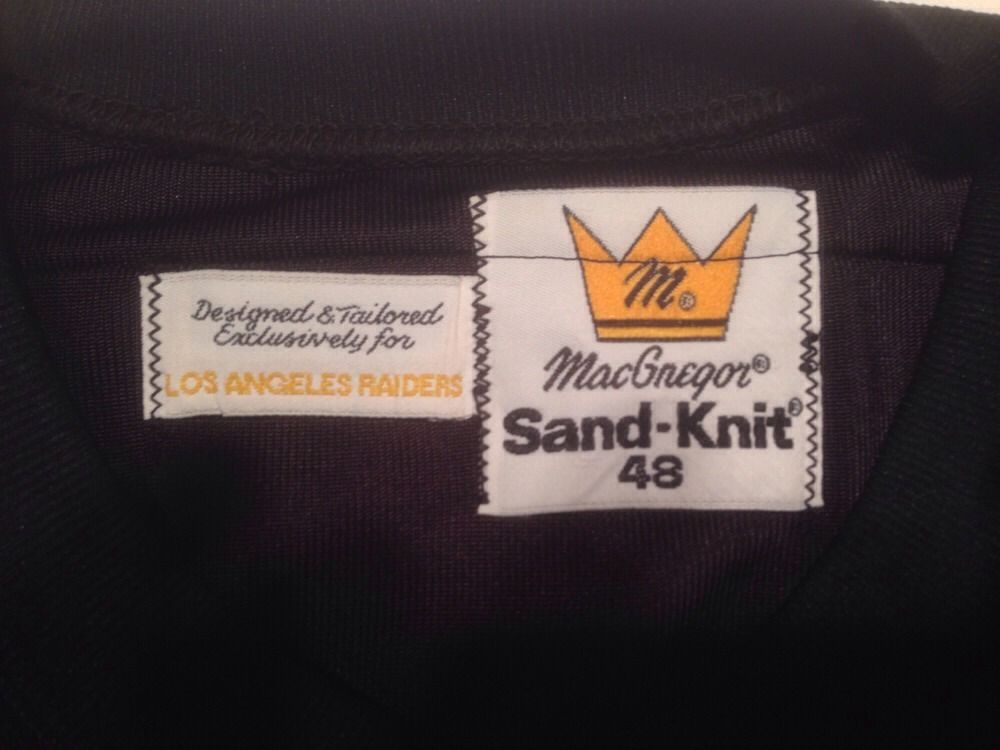 Designed & Tailored
Exclusively for
LOS ANGELES RAIDERS
M®
MacGregor®
Sand-Knit®
48